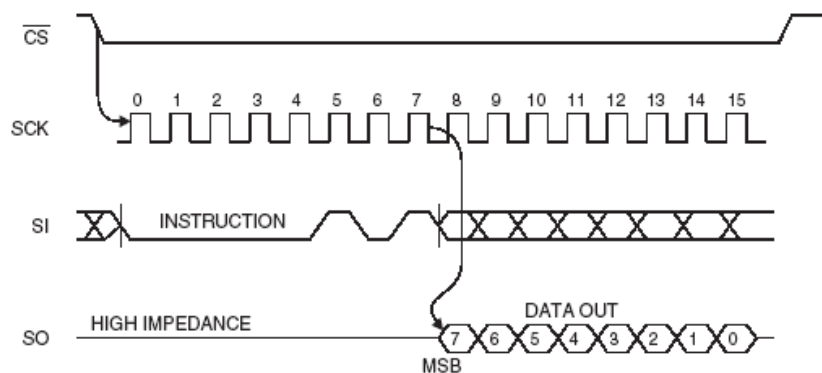 CS
0 1 2 3 4 5 6 7 8 9 10 11 12 13 14 15
SCK
SI INSTRUCTION
DATA OUT
HIGH IMPEDANCE
SO 7 6 5 4 3 2 1 0
MSB